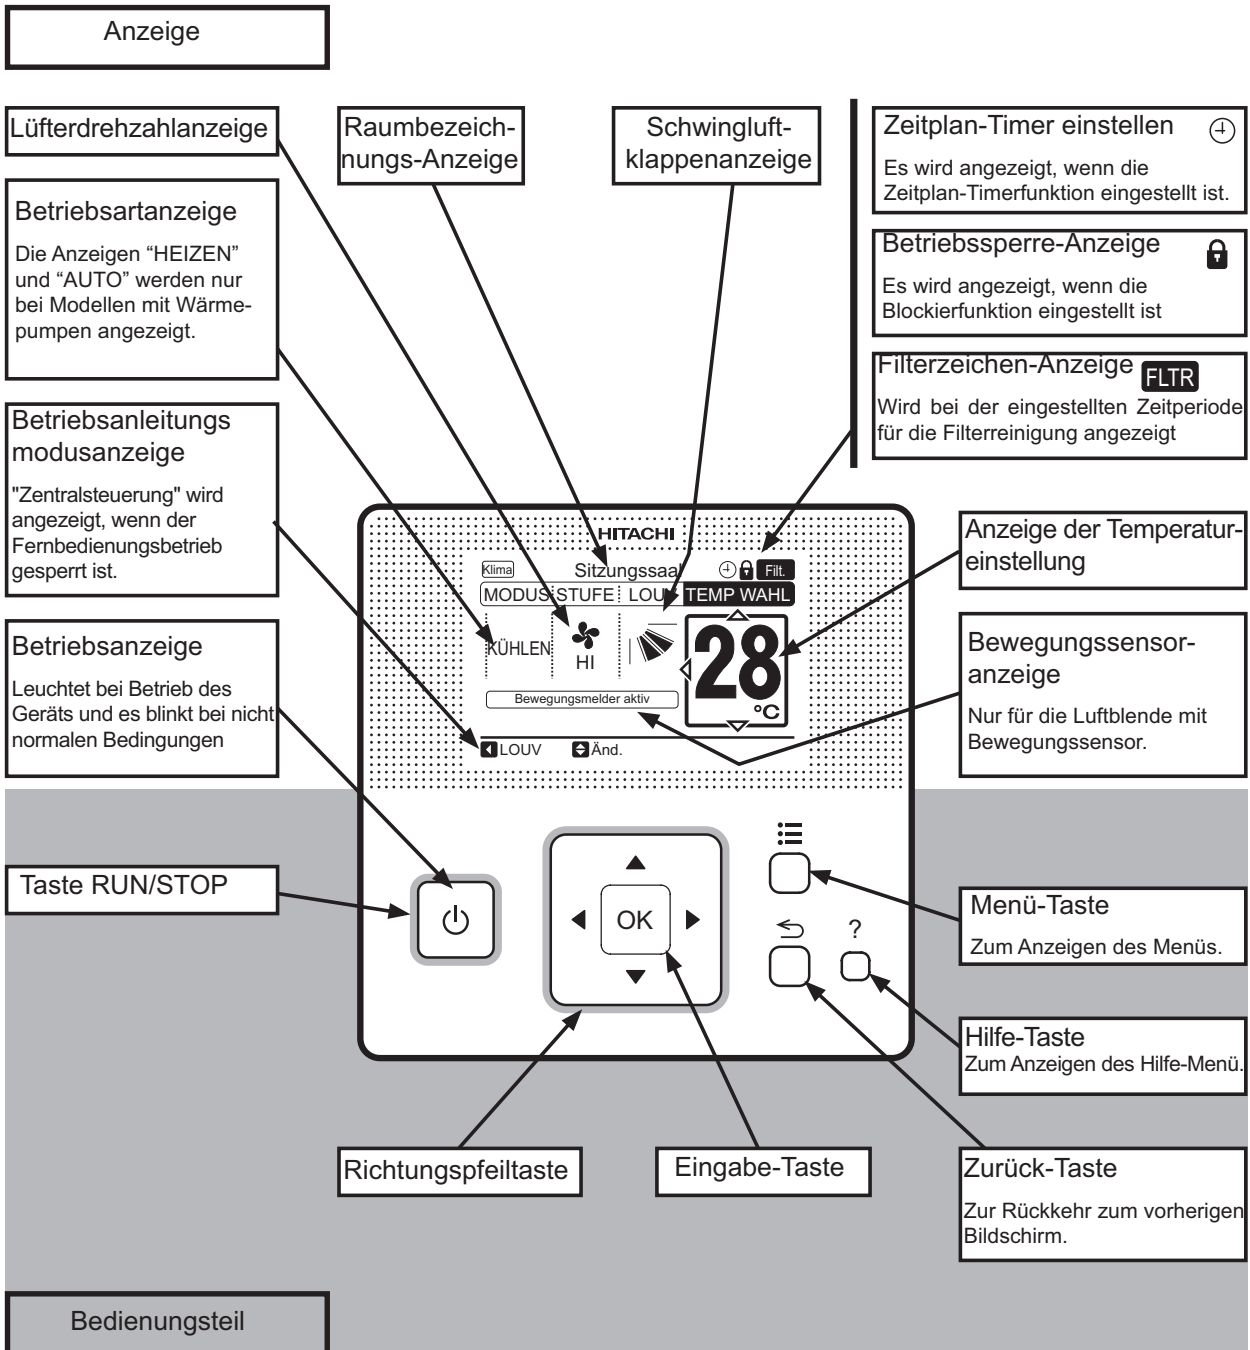 Anzeige
Lüfterdrehzahlanzeige
Raumbezeich-
nungs-Anzeige
Schwingluft-
klappenanzeige
Zeitplan-Timer einstellen
Es wird angezeigt, wenn die
Zeitplan-Timerfunktion eingestellt ist.
Betriebsartanzeige
Die Anzeigen “HEIZEN”
und “AUTO” werden nur
bei Modellen mit Wärme-
pumpen angezeigt.
Betriebssperre-Anzeige
Es wird angezeigt, wenn die
Blockierfunktion eingestellt ist
Filterzeichen-Anzeige FLTR
Wird bei der eingestellten Zeitperiode
für die Filterreinigung angezeigt
Betriebsanleitungs
modusanzeige
"Zentralsteuerung" wird
angezeigt, wenn der
Fernbedienungsbetrieb
gesperrt ist.
Betriebsanzeige
Leuchtet bei Betrieb des
Geräts und es blinkt bei nicht
normalen Bedingungen
HITACHI
Klima Sitzungssaal Filt.
MODUS STUFE LOUV TEMP WAHL
KÜHLEN
HI
28
°C
Bewegungsmelder aktiv
LOUV Änd.
Anzeige der Temperatur-
einstellung
Bewegungssensor-
anzeige
Nur für die Luftblende mit
Bewegungssensor.
Taste RUN/STOP
OK
?
Menü-Taste
Zum Anzeigen des Menüs.
Hilfe-Taste
Zum Anzeigen des Hilfe-Menü.
Richtungspfeiltaste
Eingabe-Taste
Zurück-Taste
Zur Rückkehr zum vorherigen
Bildschirm.
Bedienungsteil